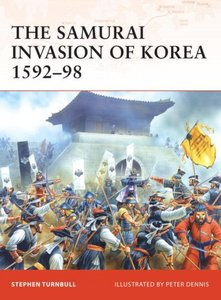 THE SAMURAI
INVASION OF KOREA
1592–98
STEPHEN TURNBULL
ILLUSTRATED BY PETER DENNIS